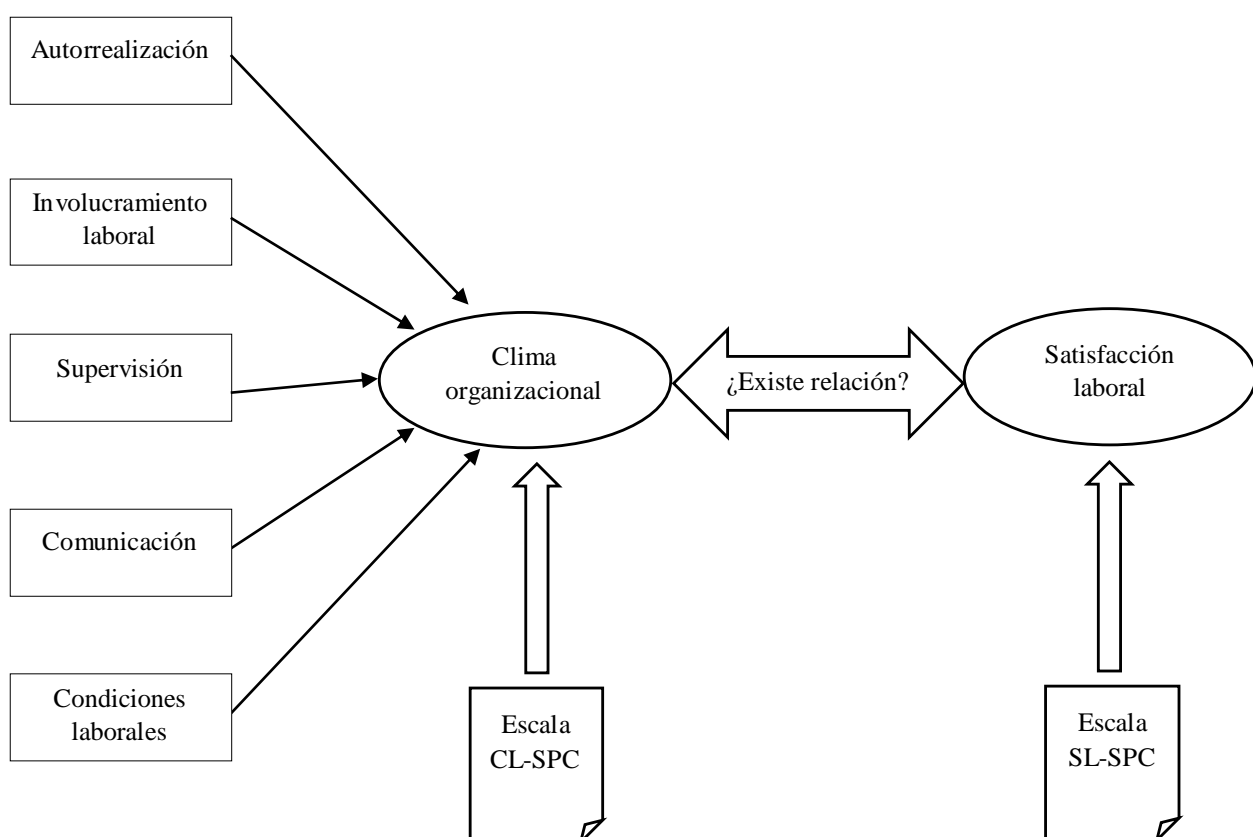 Autorrealización
Involucramiento
laboral
Supervisión
Comunicación
Condiciones
laborales
Clima
organizacional
¿Existe relación?
Satisfacción
laboral
Escala
CL-SPC
Escala
SL-SPC